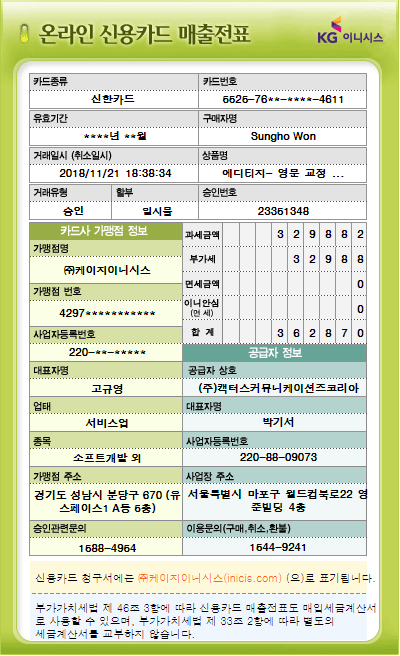 온라인 신용카드 매출전표
KG 이니시스
카드종류 카드번호
신한카드 5525-76**-****-4611
유효기간 구매자명
****년 **월 Sungho Won
거래일시 (취소일시) 상품명
2018/11/21 18:38:34 에디티지- 영문 교정 ...
거래유형 할부 승인번호
승인 일시불 23361348
카드사 가맹점 정보
가맹점명
㈜케이지이니시스
가맹점 번호
4297***********
사업자등록번호
220-**-*****
대표자명
고규영
업태
서비스업
종목
소프트개발 외
가맹점 주소
경기도 성남시 분당구 670 (유
스페이스1 A동 6층)
승인관련문의
1688-4964
과세금액 3 2 9 8 8 2
부가세 3 2 9 8 8
면세금액 0
이니안심
(면 세) 0
합 계 3 6 2 8 7 0
공급자 정보
공급자 상호
(주)캑터스커뮤니케이션즈코리아
대표자명
박기서
사업자등록번호
220-88-09073
사업장 주소
서울특별시 마포구 월드컵북로22 영
준빌딩 4층
이용문의(구매,취소,환불)
1644-9241
신용카드 청구서에는 ㈜케이지이니시스(inicis.com) (으)로 표기됩니다.
부가가치세법 제 46조 3항에 따라 신용카드 매출전표도 매입세금계산서
로 사용할 수 있으며, 부가가치세법 제 33조 2항에 따라 별도의
세금계산서를 교부하지 않습니다.